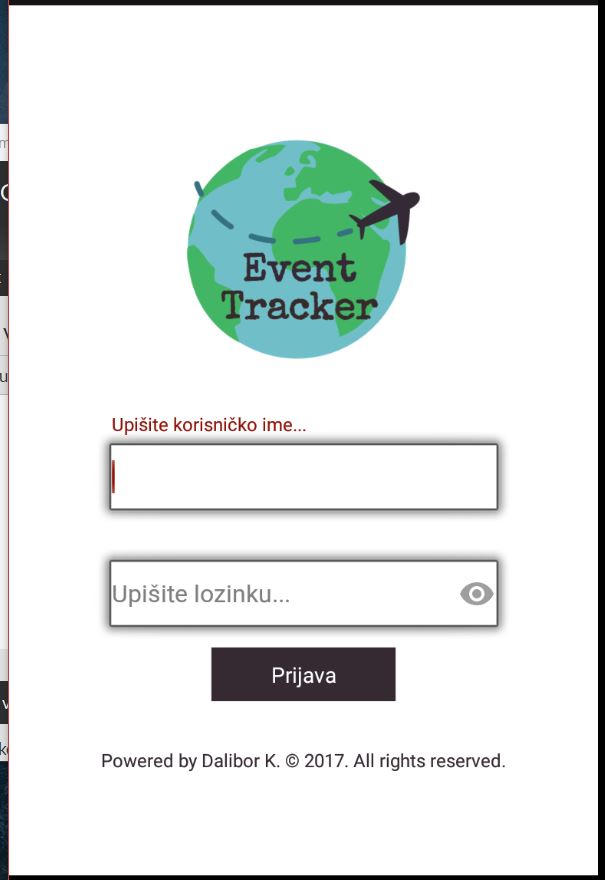 Event
Tracker
Upišite korisničko ime...
Upišite lozinku...
Prijava
Powered by Dalibor K. © 2017. All rights reserved.